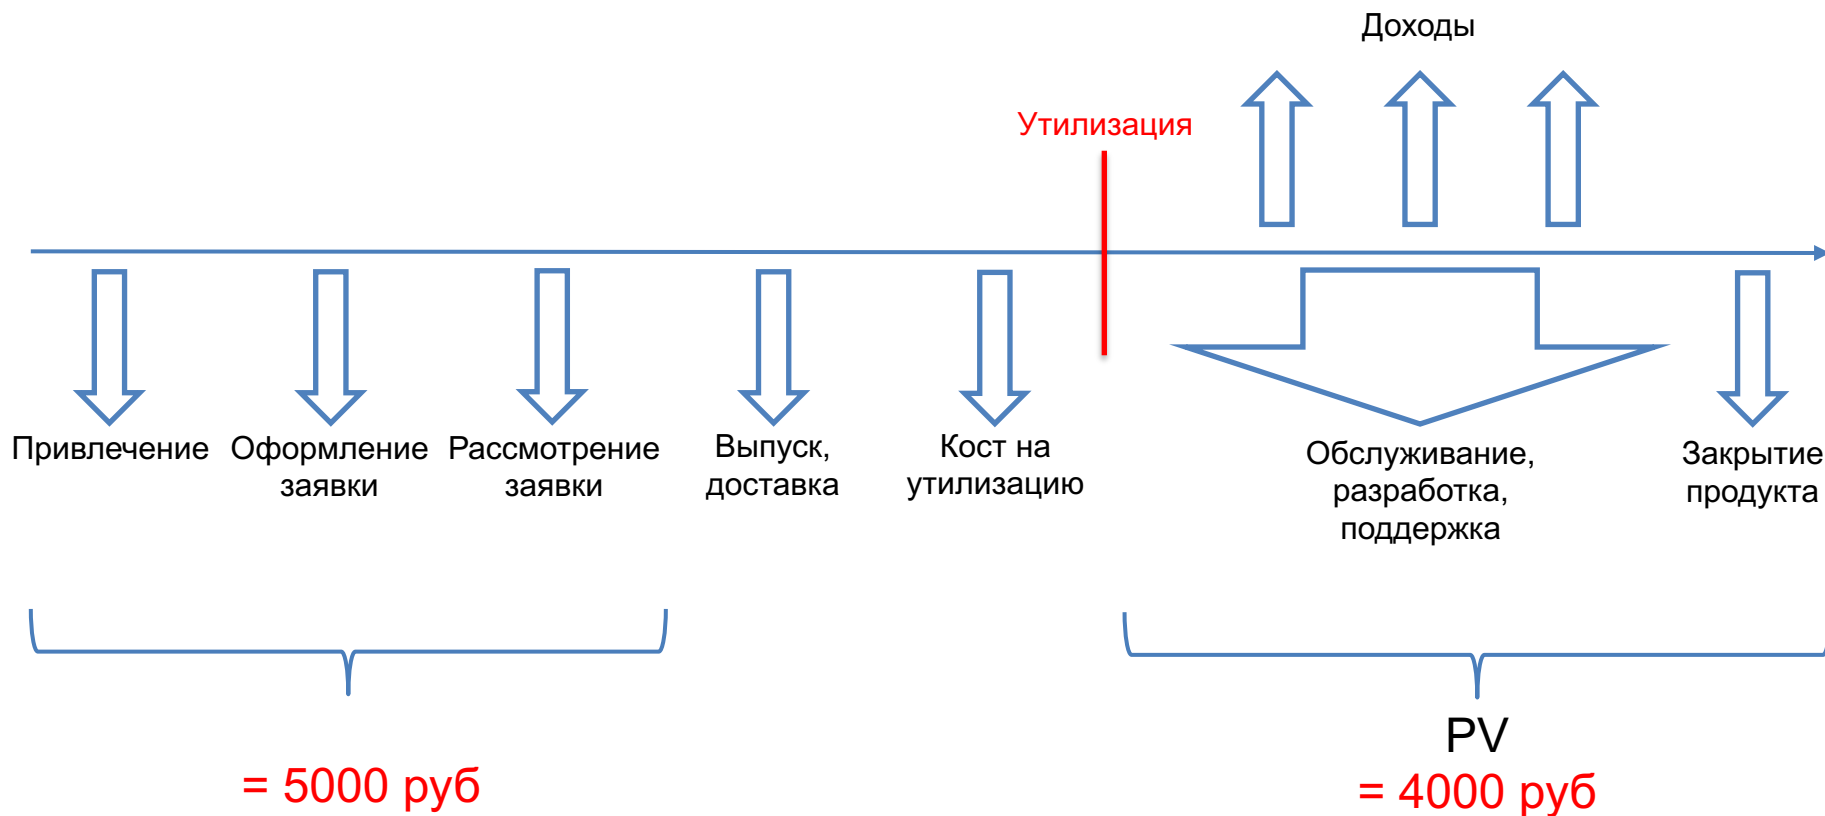 Доходы
Утилизация
Привлечение
Оформление
заявки
Рассмотрение
заявки
Выпуск,
доставка
Кост на
утилизацию
Обслуживание,
разработка,
поддержка
Закрытие
продукта
= 5000 руб
PV
= 4000 руб